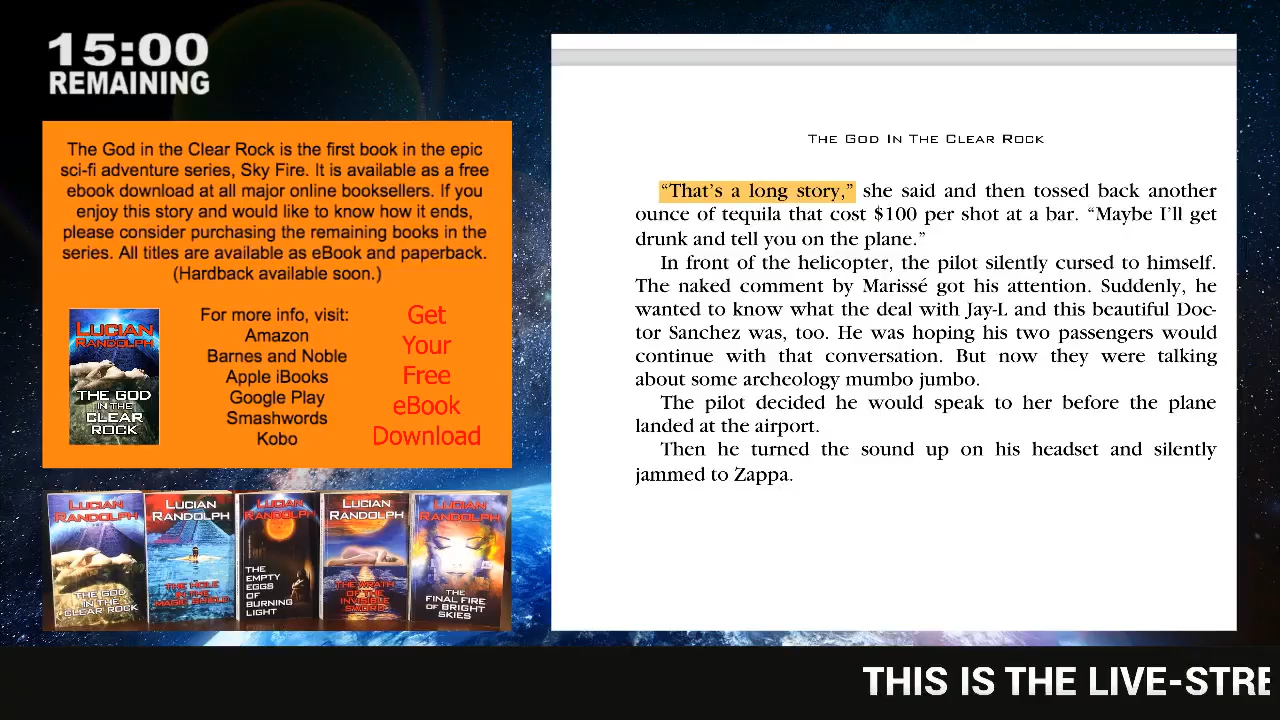 15:00
REMAINING
The God in the Clear Rock is the first book in the epic
sci-fi adventure series, Sky Fire. It is available as a free
ebook download at all major online booksellers. If you
enjoy this story and would like to know how it ends,
please consider purchasing the remaining books in the
series. All titles are available as eBook and paperback.
(Hardback available soon.)
LUCIAN
RANDOLPH
THE GOD
IN THE
CLEAR
ROCK
For more info, visit:
Amazon
Barnes and Noble
Apple iBooks
Google Play
Smashwords
Kobo
Get
Your
Free
eBook
Download
LUCIAN
RANDOLPH
THE GOD
IN THE
CLEAR ROCK
LUCIAN
RANDOLPH
THE HOLE
IN THE
MAGIC SHIELD
LUCIAN
RANDOLPH
THE
EMPTY
EGGS
OF
BURNING
LIGHT
LUCIAN
RANDOLPH
THE WRATH
OF THE
INVISIBLE
SWORD
LUCIAN
RANDOLPH
THE
FINAL FIRE
OF BRIGHT
SKIES
THE GOD IN THE CLEAR ROCK
“That’s a long story,” she said and then tossed back another
ounce of tequila that cost $100 per shot at a bar. “Maybe I’ll get
drunk and tell you on the plane.”
In front of the helicopter, the pilot silently cursed to himself.
The naked comment by Marissé got his attention. Suddenly, he
wanted to know what the deal with Jay-L and this beautiful Doc-
tor Sanchez was, too. He was hoping his two passengers would
continue with that conversation. But now they were talking
about some archeology mumbo jumbo.
The pilot decided he would speak to her before the plane
landed at the airport.
Then he turned the sound up on his headset and silently
jammed to Zappa.
THIS IS THE LIVE-STRE